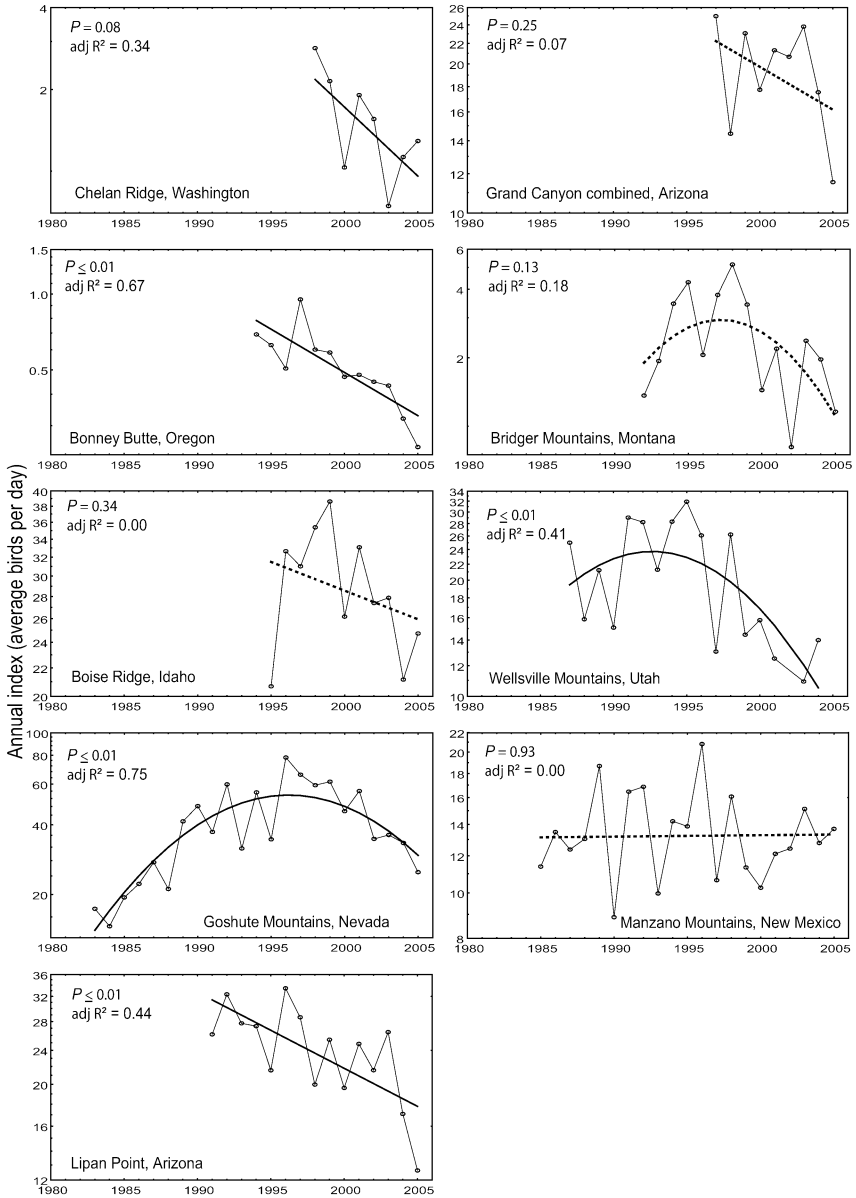 Annual index (average birds per day)
4
2
P = 0.08
adj R² = 0.34
Chelan Ridge, Washington
1980 1985 1990 1995 2000 2005
26
24
22
20
18
16
14
12
10
P = 0.25
adj R² = 0.07
Grand Canyon combined, Arizona
1980 1985 1990 1995 2000 2005
1.5
1.0
0.5
P ≤ 0.01
adj R² = 0.67
Bonney Butte, Oregon
1980 1985 1990 1995 2000 2005
6
4
2
P = 0.13
adj R² = 0.18
Bridger Mountains, Montana
1980 1985 1990 1995 2000 2005
40
38
36
34
32
30
28
26
24
22
20
P = 0.34
adj R² = 0.00
Boise Ridge, Idaho
1980 1985 1990 1995 2000 2005
34
32
30
28
26
24
22
20
18
16
14
12
10
P ≤ 0.01
adj R² = 0.41
Wellsville Mountains, Utah
1980 1985 1990 1995 2000 2005
100
80
60
40
20
P ≤ 0.01
adj R² = 0.75
Goshute Mountains, Nevada
1980 1985 1990 1995 2000 2005
22
20
18
16
14
12
10
8
P = 0.93
adj R² = 0.00
Manzano Mountains, New Mexico
1980 1985 1990 1995 2000 2005
36
32
28
24
20
16
12
P ≤ 0.01
adj R² = 0.44
Lipan Point, Arizona
1980 1985 1990 1995 2000 2005